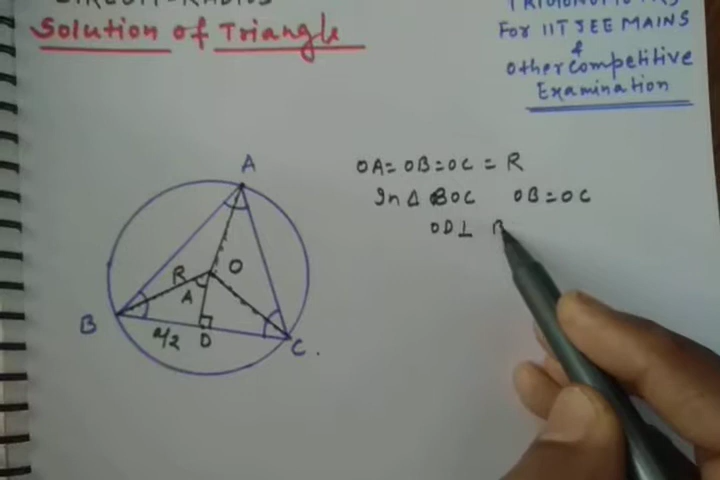 Solution of Triangle
For IIT JEE MAINS
&
Other competitive
Examination
OA = OB = OC = R
In Δ BOC OB = OC
OD ⊥ B
A
R
O
A
B
a/2
D
C.